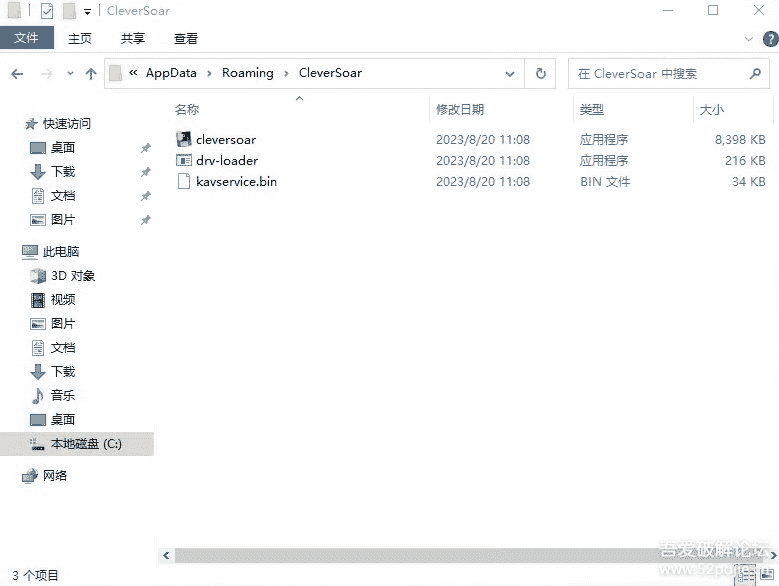 CleverSoar
文件 主页 共享 查看
« AppData › Roaming › CleverSoar 在 CleverSoar 中搜索
名称 修改日期 类型 大小
快速访问
桌面
下载
文档
图片
此电脑
3D 对象
视频
图片
文档
下载
音乐
桌面
本地磁盘 (C:)
网络
cleversoar 2023/8/20 11:08 应用程序 8,398 KB
drv-loader 2023/8/20 11:08 应用程序 216 KB
kavservice.bin 2023/8/20 11:08 BIN 文件 34 KB
3 个项目
吾爱破解论坛